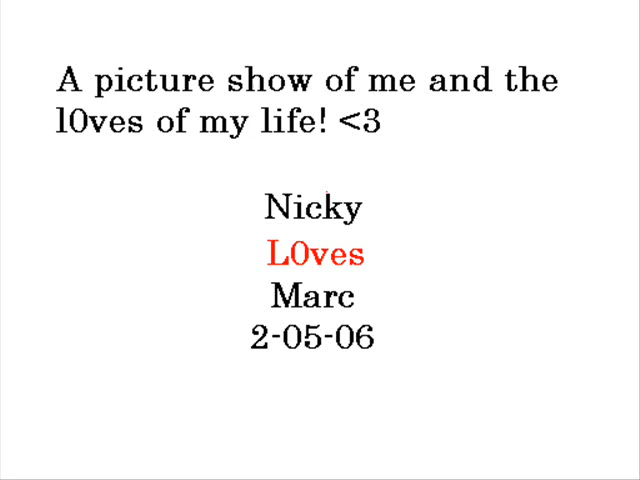 A picture show of me and the
l0ves of my life! <3
Nicky
L0ves
Marc
2-05-06